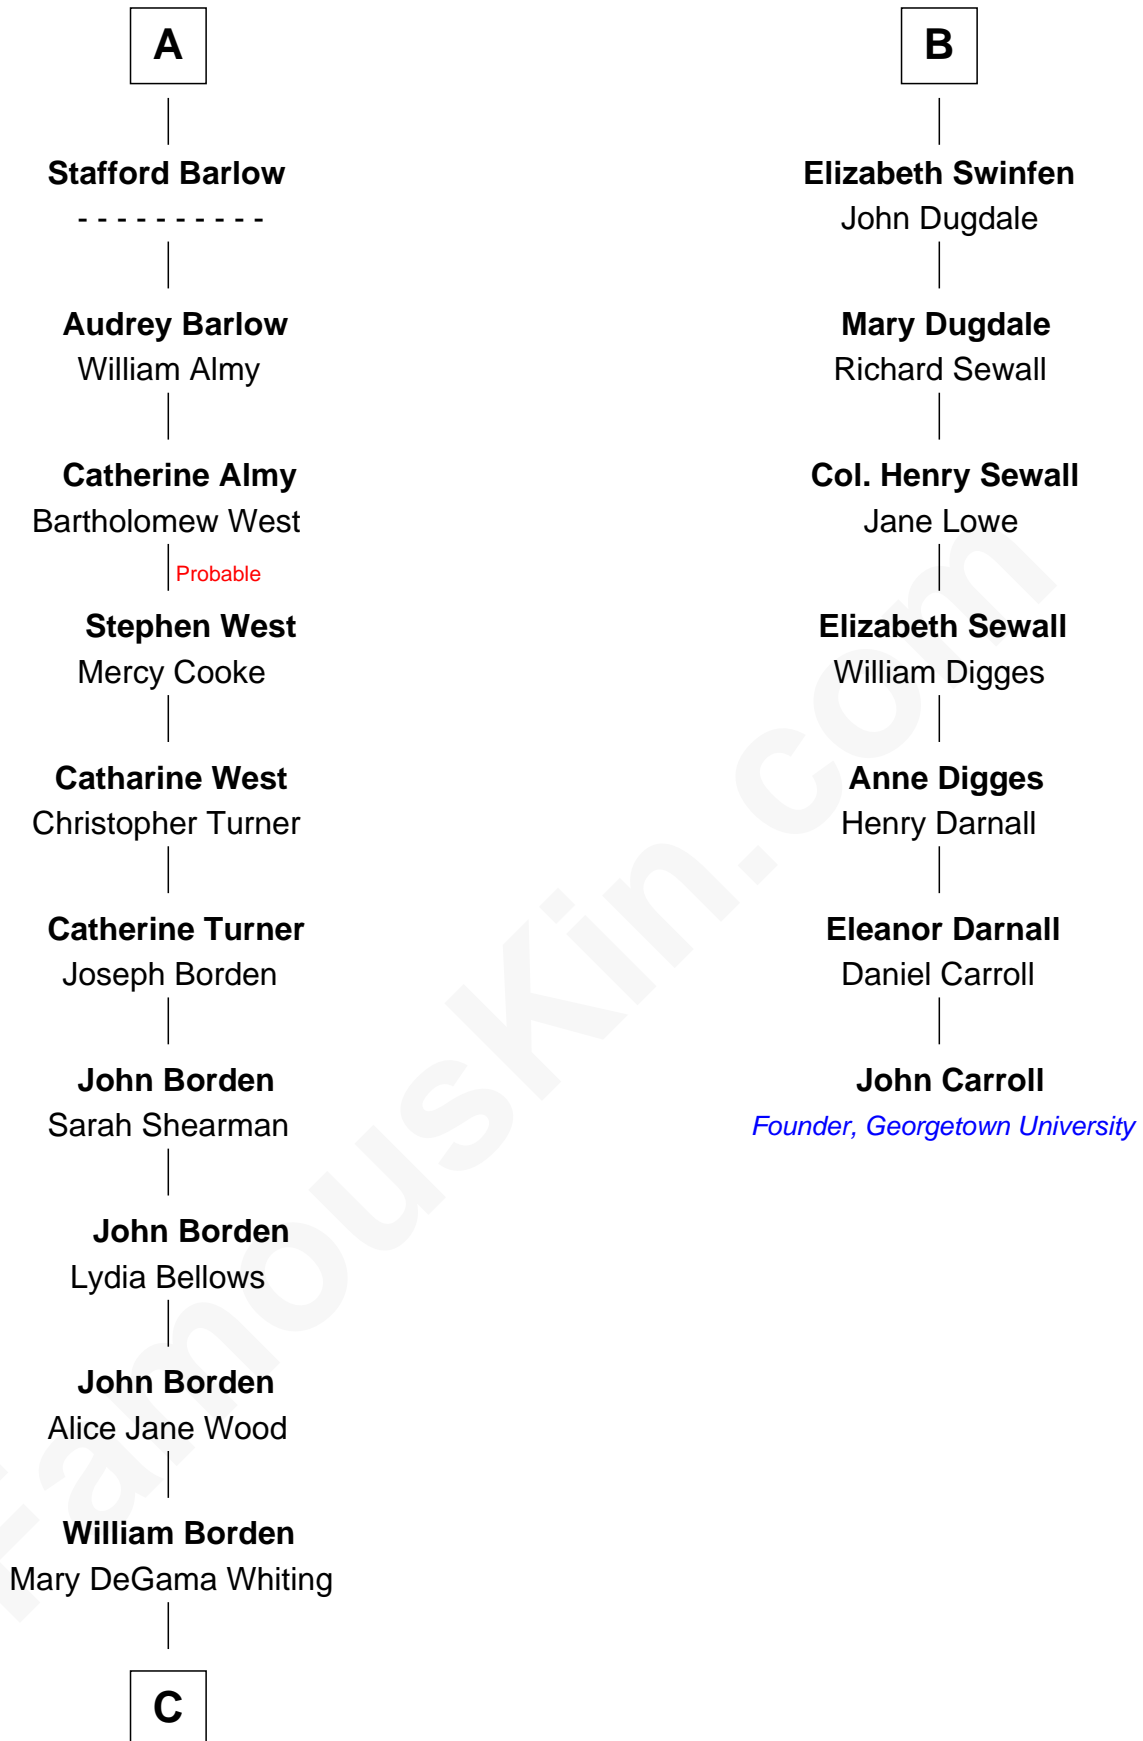 A
Stafford Barlow
- - - - - - - - - -
Audrey Barlow
William Almy
Catherine Almy
Bartholomew West
Probable
Stephen West
Mercy Cooke
Catharine West
Christopher Turner
Catherine Turner
Joseph Borden
John Borden
Sarah Shearman
John Borden
Lydia Bellows
John Borden
Alice Jane Wood
William Borden
Mary DeGama Whiting
C
B
Elizabeth Swinfen
John Dugdale
Mary Dugdale
Richard Sewall
Col. Henry Sewall
Jane Lowe
Elizabeth Sewall
William Digges
Anne Digges
Henry Darnall
Eleanor Darnall
Daniel Carroll
John Carroll
Founder, Georgetown University
FamousKin.com